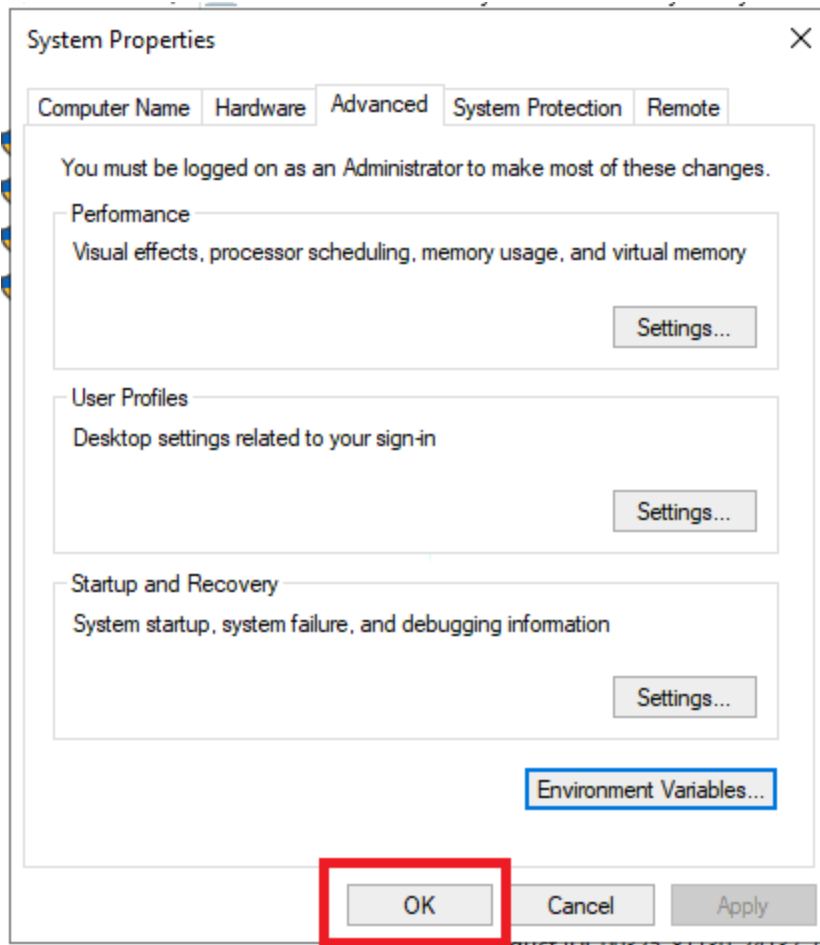 System Properties
Computer Name Hardware Advanced System Protection Remote
You must be logged on as an Administrator to make most of these changes.
Performance
Visual effects, processor scheduling, memory usage, and virtual memory
Settings...
User Profiles
Desktop settings related to your sign-in
Settings...
Startup and Recovery
System startup, system failure, and debugging information
Settings...
Environment Variables...
OK Cancel Apply